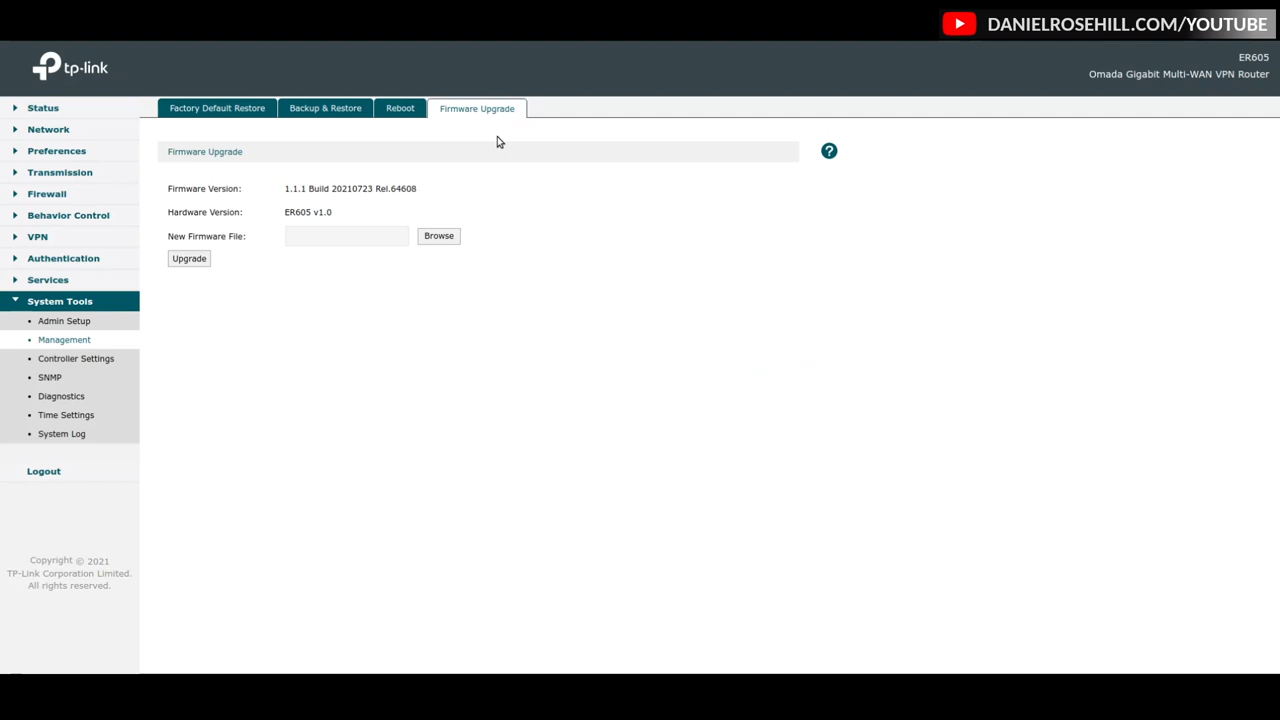 DANIELROSEHILL.COM/YOUTUBE
tp-link
ER605
Omada Gigabit Multi-WAN VPN Router
Status
Network
Preferences
Transmission
Firewall
Behavior Control
VPN
Authentication
Services
System Tools
Admin Setup
Management
Controller Settings
SNMP
Diagnostics
Time Settings
System Log
Logout
Copyright © 2021
TP-Link Corporation Limited.
All rights reserved.
Factory Default Restore
Backup & Restore
Reboot
Firmware Upgrade
Firmware Upgrade
?
Firmware Version: 1.1.1 Build 20210723 Rel.64608
Hardware Version: ER605 v1.0
New Firmware File: Browse
Upgrade